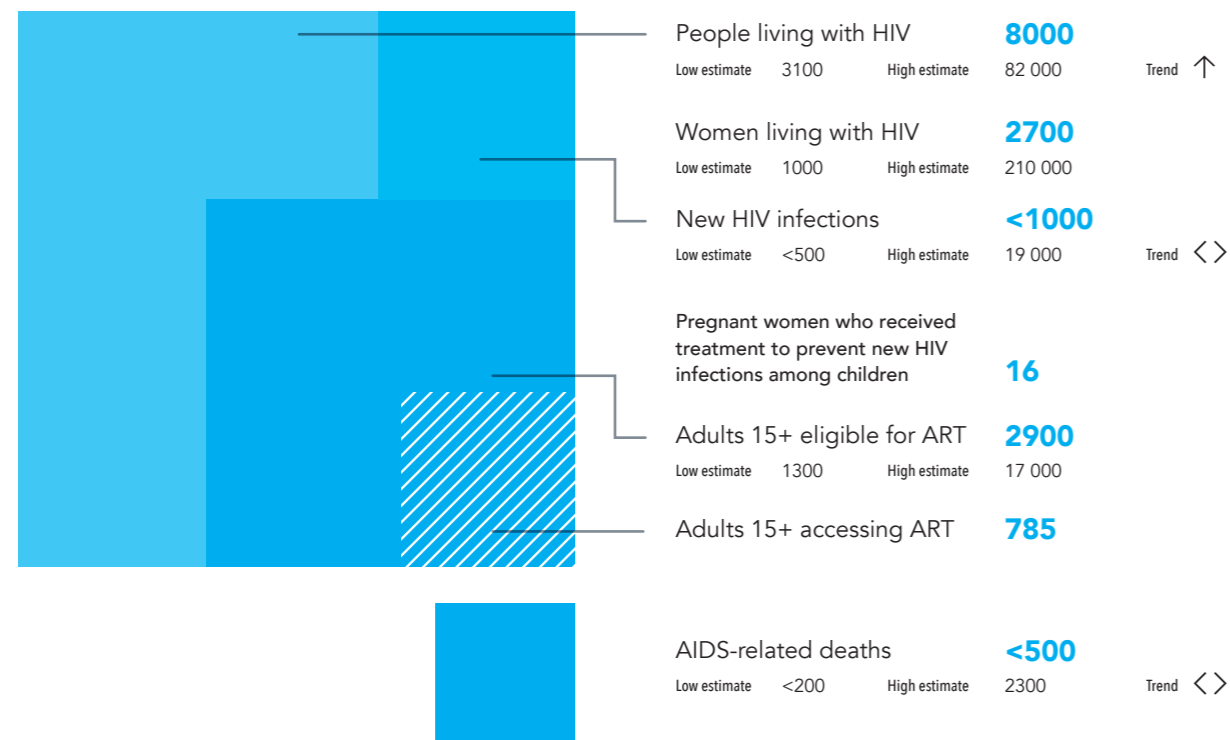 People living with HIV 8000
Low estimate 3100 High estimate 82 000 Trend ↑
Women living with HIV 2700
Low estimate 1000 High estimate 210 000
New HIV infections <1000
Low estimate <500 High estimate 19 000 Trend <>
Pregnant women who received
treatment to prevent new HIV
infections among children 16
Adults 15+ eligible for ART 2900
Low estimate 1300 High estimate 17 000
Adults 15+ accessing ART 785
AIDS-related deaths <500
Low estimate <200 High estimate 2300 Trend <>